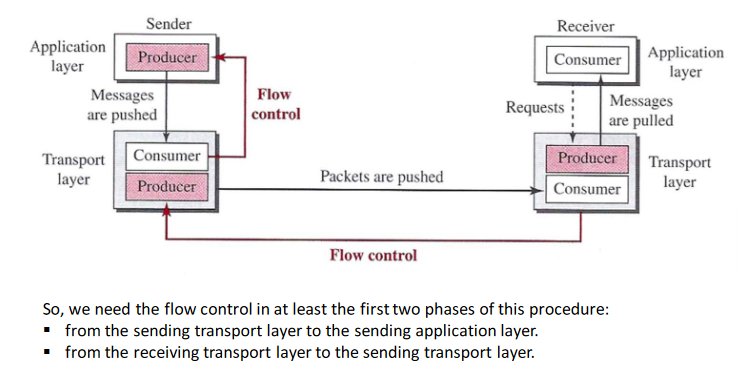 Sender
Receiver
Application
layer
Producer
Consumer
Application
layer
Messages
are pushed
Flow
control
Requests
Messages
are pulled
Transport
layer
Consumer
Producer
Packets are pushed
Producer
Consumer
Transport
layer
Flow control
So, we need the flow control in at least the first two phases of this procedure:
▪ from the sending transport layer to the sending application layer.
▪ from the receiving transport layer to the sending transport layer.